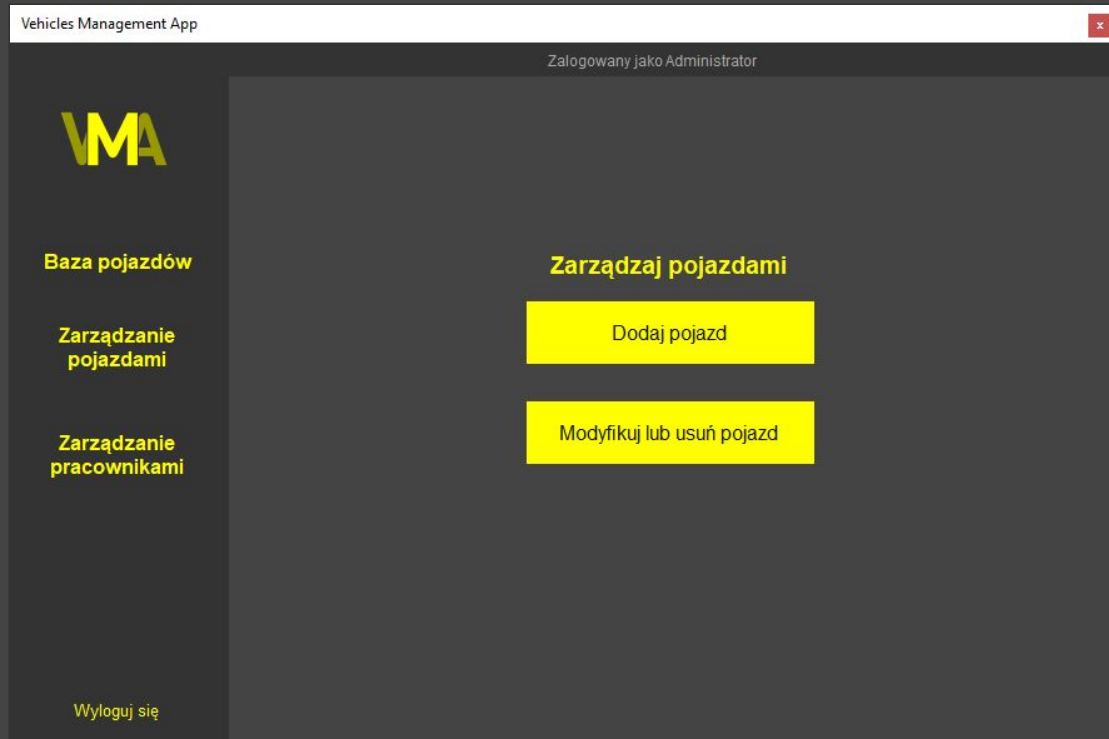 Vehicles Management App
x
Zalogowany jako Administrator
VMA
Baza pojazdów
Zarządzanie
pojazdami
Zarządzanie
pracownikami
Wyloguj się
Zarządzaj pojazdami
Dodaj pojazd
Modyfikuj lub usuń pojazd